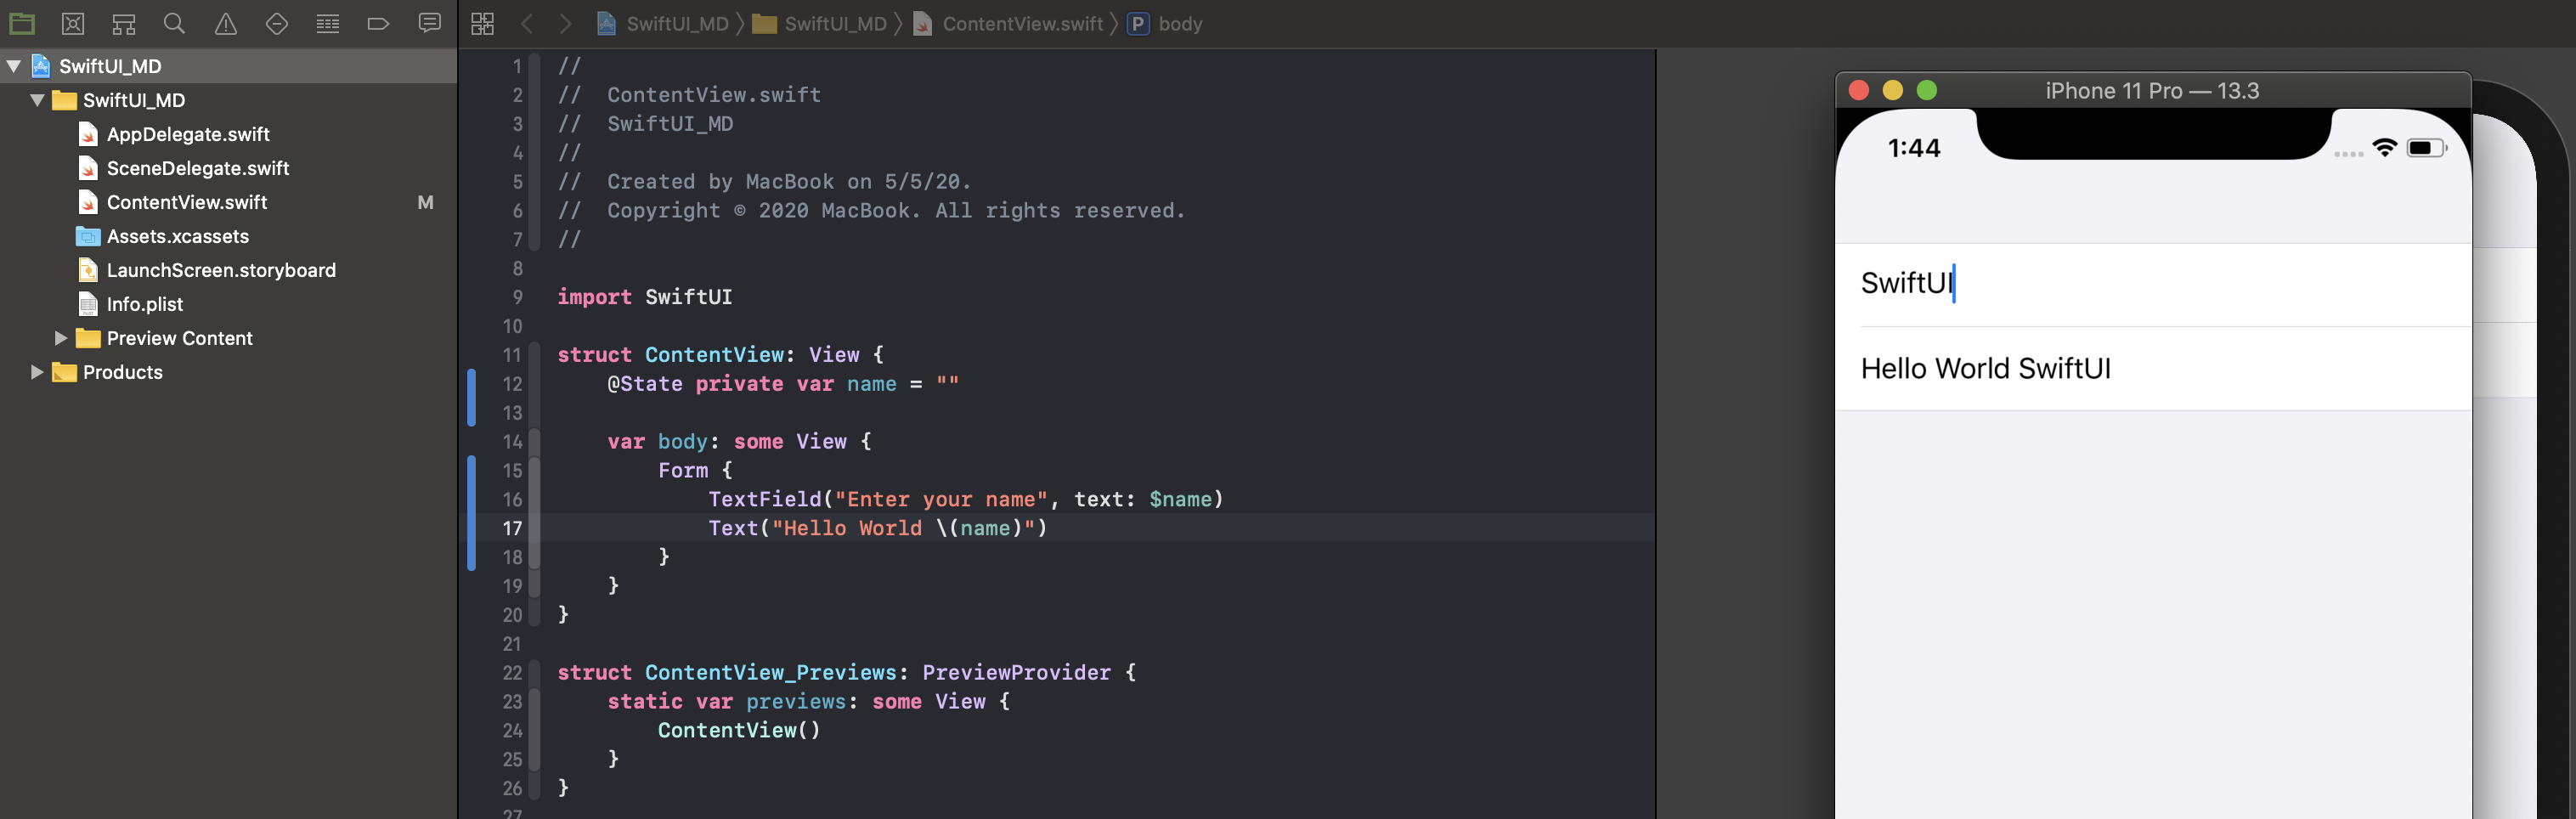 SwiftUI_MD
SwiftUI_MD
AppDelegate.swift
SceneDelegate.swift
ContentView.swift M
Assets.xcassets
LaunchScreen.storyboard
Info.plist
Preview Content
Products
SwiftUI_MD 〉 SwiftUI_MD 〉 ContentView.swift 〉 P body
1 //
2 //  ContentView.swift
3 //  SwiftUI_MD
4 //
5 //  Created by MacBook on 5/5/20.
6 //  Copyright © 2020 MacBook. All rights reserved.
7 //
8
9 import SwiftUI
10
11 struct ContentView: View {
12     @State private var name = ""
13
14     var body: some View {
15         Form {
16             TextField("Enter your name", text: $name)
17             Text("Hello World \(name)")
18         }
19     }
20 }
21
22 struct ContentView_Previews: PreviewProvider {
23     static var previews: some View {
24         ContentView()
25     }
26 }
27
iPhone 11 Pro — 13.3
1:44
SwiftUI
Hello World SwiftUI